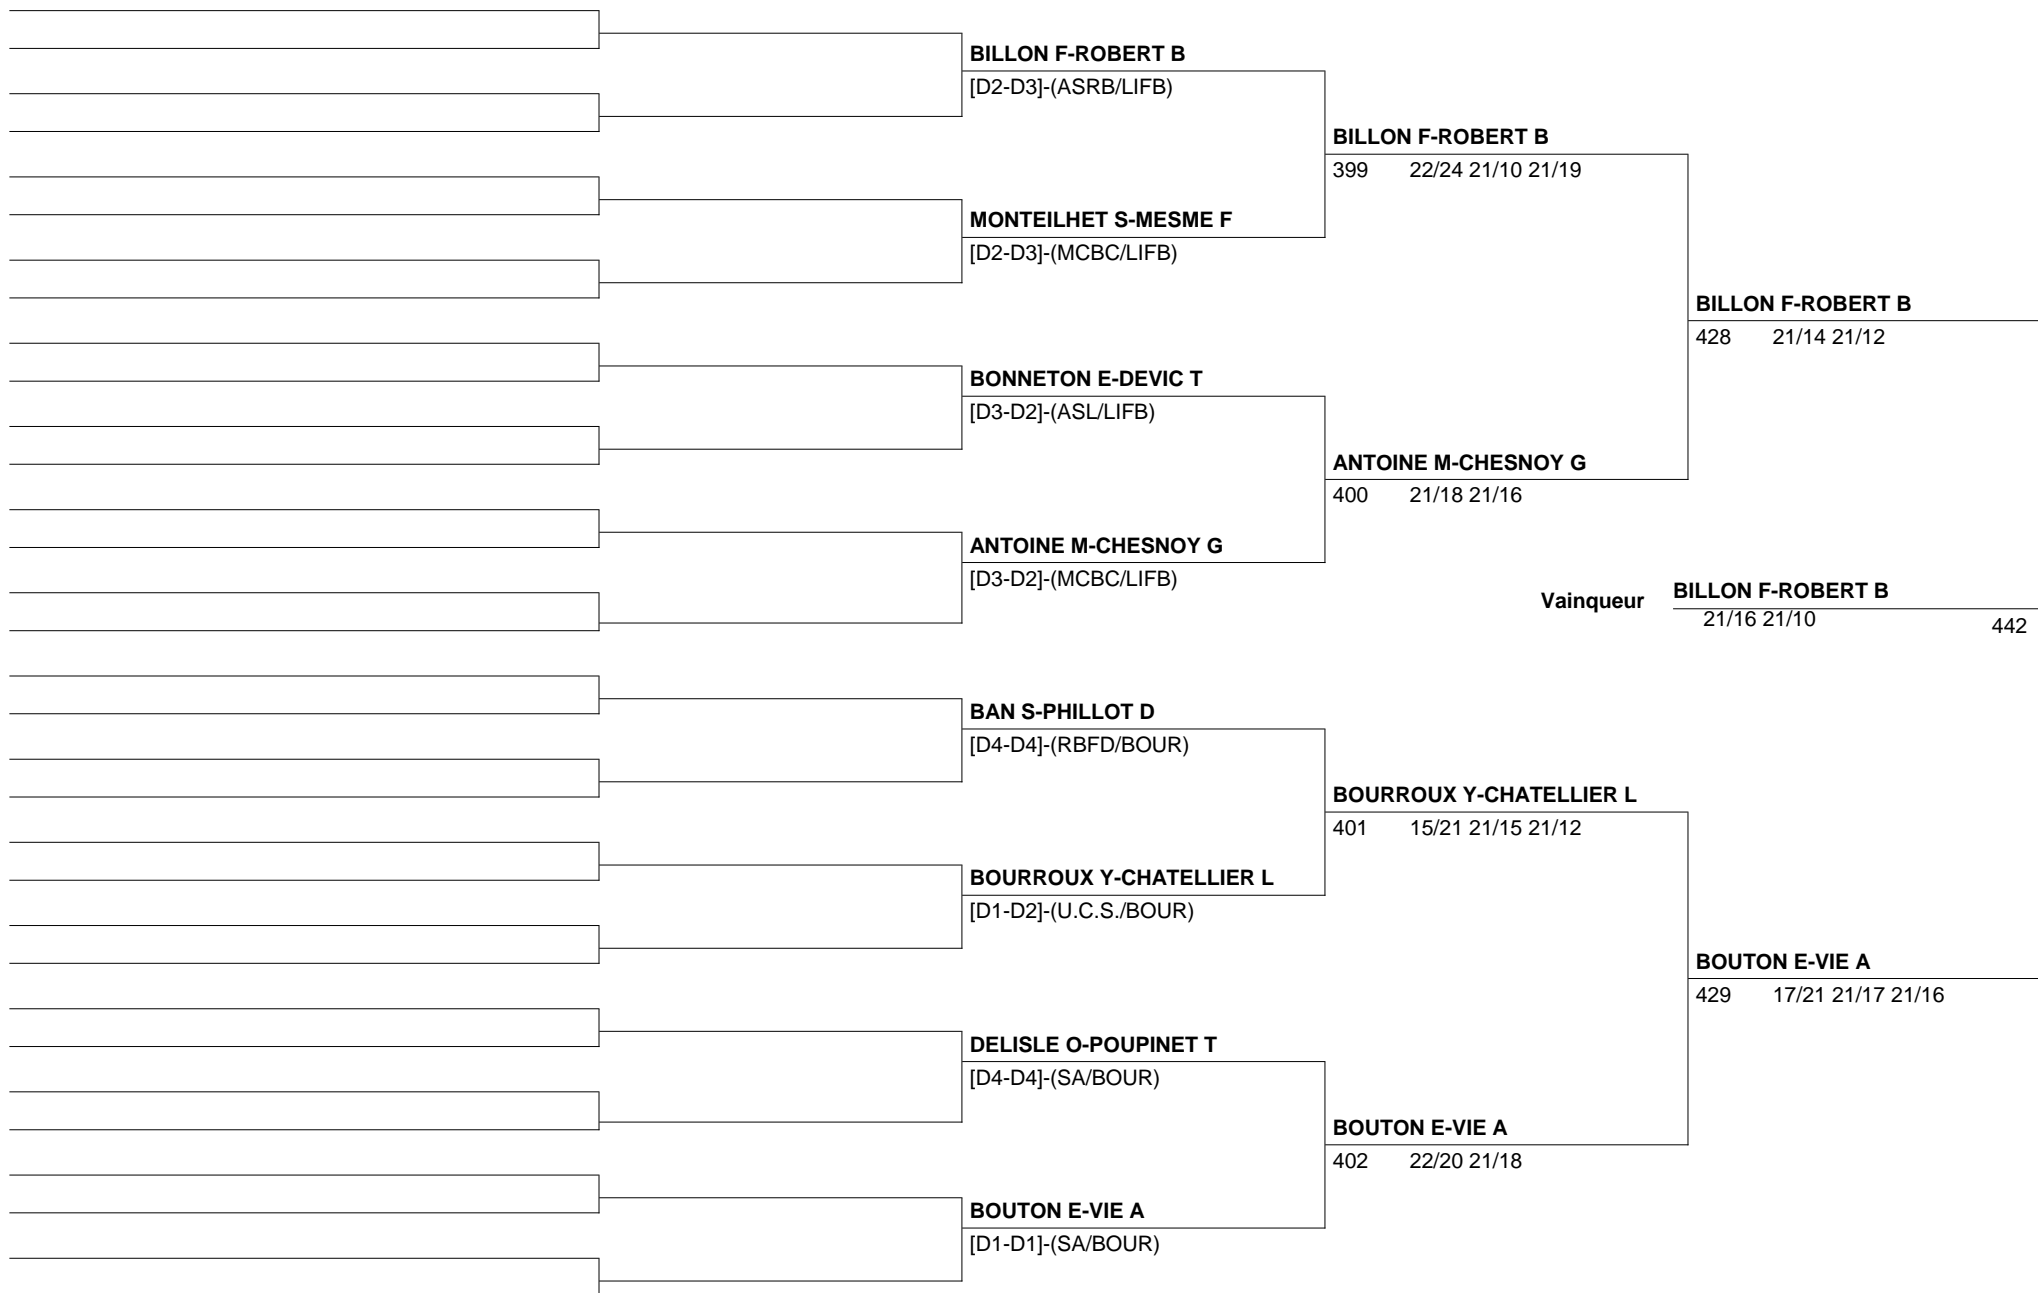 BILLON F-ROBERT B
[D2-D3]-(ASRB/LIFB)
BILLON F-ROBERT B
399 22/24 21/10 21/19
MONTEILHET S-MESME F
[D2-D3]-(MCBC/LIFB)
BILLON F-ROBERT B
428 21/14 21/12
BONNETON E-DEVIC T
[D3-D2]-(ASL/LIFB)
ANTOINE M-CHESNOY G
400 21/18 21/16
ANTOINE M-CHESNOY G
[D3-D2]-(MCBC/LIFB)
Vainqueur BILLON F-ROBERT B
21/16 21/10 442
BAN S-PHILLOT D
[D4-D4]-(RBFD/BOUR)
BOURROUX Y-CHATELLIER L
401 15/21 21/15 21/12
BOURROUX Y-CHATELLIER L
[D1-D2]-(U.C.S./BOUR)
BOUTON E-VIE A
429 17/21 21/17 21/16
DELISLE O-POUPINET T
[D4-D4]-(SA/BOUR)
BOUTON E-VIE A
402 22/20 21/18
BOUTON E-VIE A
[D1-D1]-(SA/BOUR)